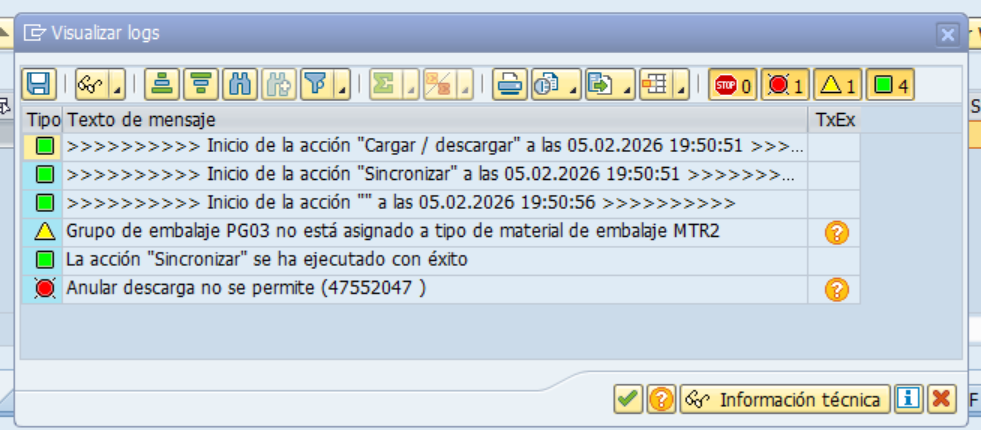 Visualizar logs
STOP 0 1 1 4
Tipo Texto de mensaje TxEx
>>>>>>>>>> Inicio de la acción "Cargar / descargar" a las 05.02.2026 19:50:51 >>>...
>>>>>>>>>> Inicio de la acción "Sincronizar" a las 05.02.2026 19:50:51 >>>>>>>...
>>>>>>>>>> Inicio de la acción "" a las 05.02.2026 19:50:56 >>>>>>>>>>
Grupo de embalaje PG03 no está asignado a tipo de material de embalaje MTR2
La acción "Sincronizar" se ha ejecutado con éxito
Anular descarga no se permite (47552047 )
Información técnica